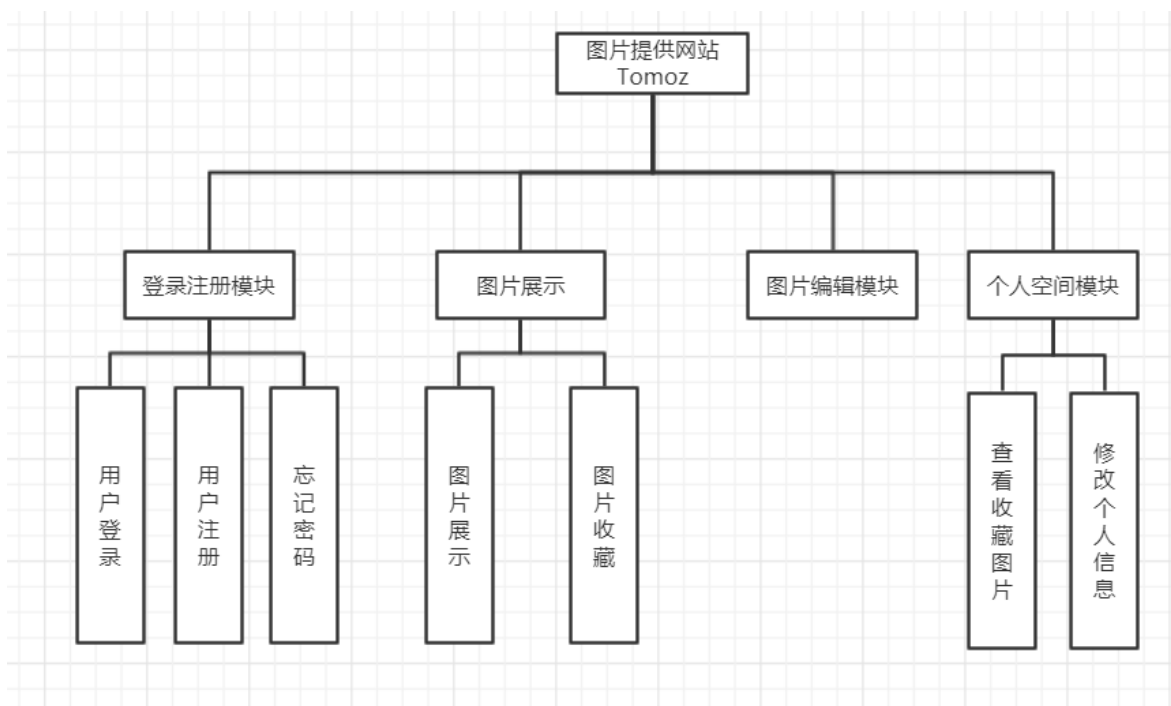 图片提供网站
Tomoz
登录注册模块
图片展示
图片编辑模块
个人空间模块
用户登录
用户注册
忘记密码
图片展示
图片收藏
查看收藏图片
修改个人信息